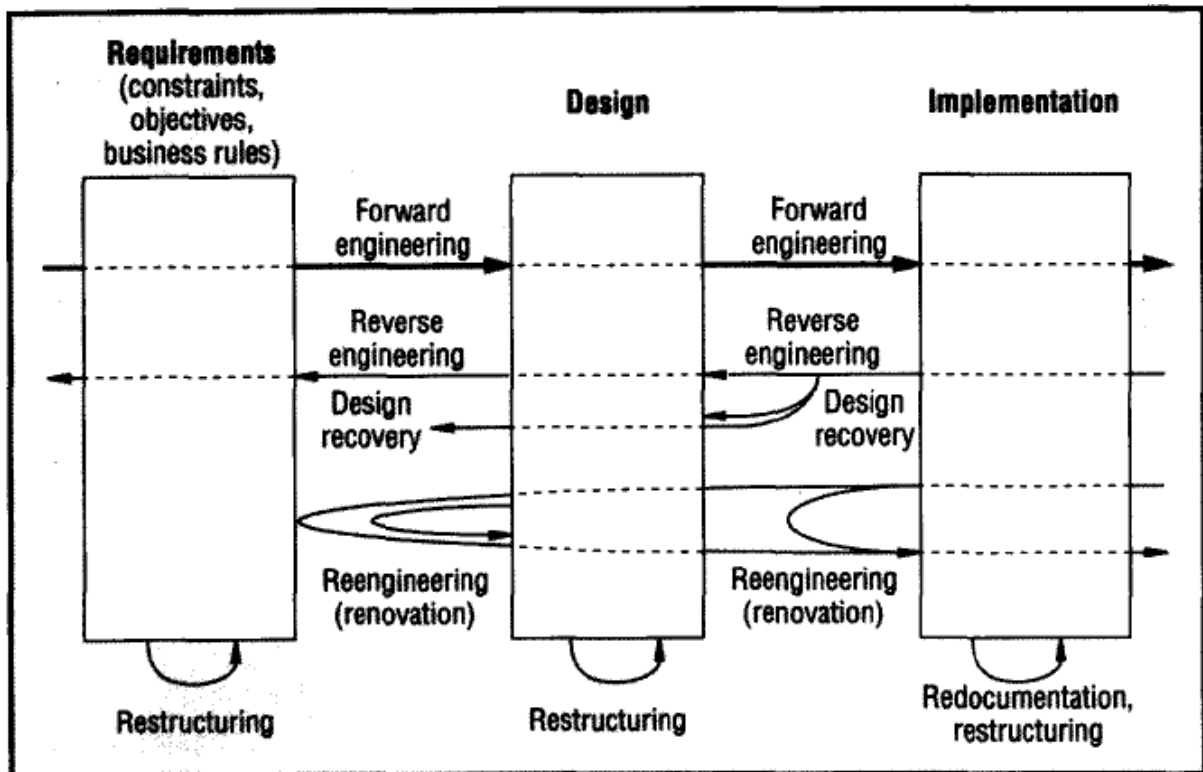 Requirements
(constraints,
objectives,
business rules)
Design
Implementation
Forward
engineering
Forward
engineering
Reverse
engineering
Reverse
engineering
Design
recovery
Design
recovery
Reengineering
(renovation)
Reengineering
(renovation)
Restructuring
Restructuring
Redocumentation,
restructuring